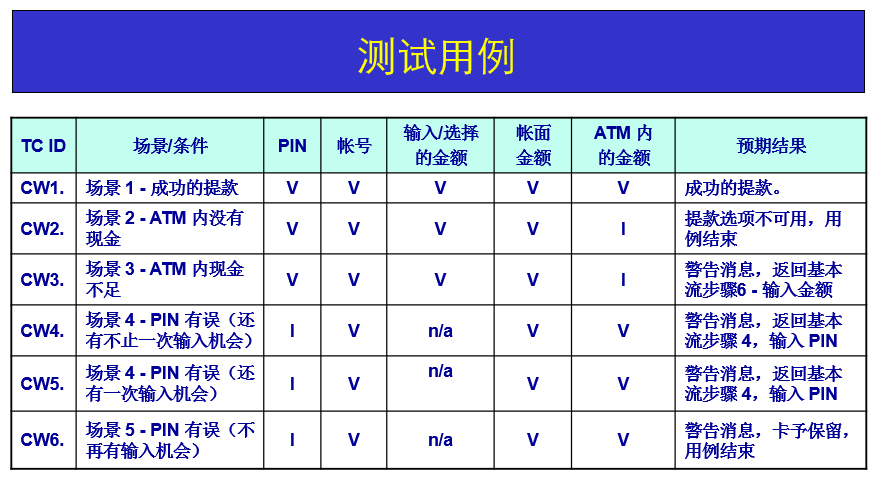 测试用例
TC ID 场景/条件 PIN 帐号 输入/选择的金额 帐面金额 ATM 内的金额 预期结果
CW1. 场景 1 - 成功的提款 V V V V V 成功的提款。
CW2. 场景 2 - ATM 内没有现金 V V V V I 提款选项不可用，用例结束
CW3. 场景 3 - ATM 内现金不足 V V V V I 警告消息，返回基本流步骤6 - 输入金额
CW4. 场景 4 - PIN 有误（还有不止一次输入机会） I V n/a V V 警告消息，返回基本流步骤 4，输入 PIN
CW5. 场景 4 - PIN 有误（还有一次输入机会） I V n/a V V 警告消息，返回基本流步骤 4，输入 PIN
CW6. 场景 5 - PIN 有误（不再有输入机会） I V n/a V V 警告消息，卡予保留，用例结束